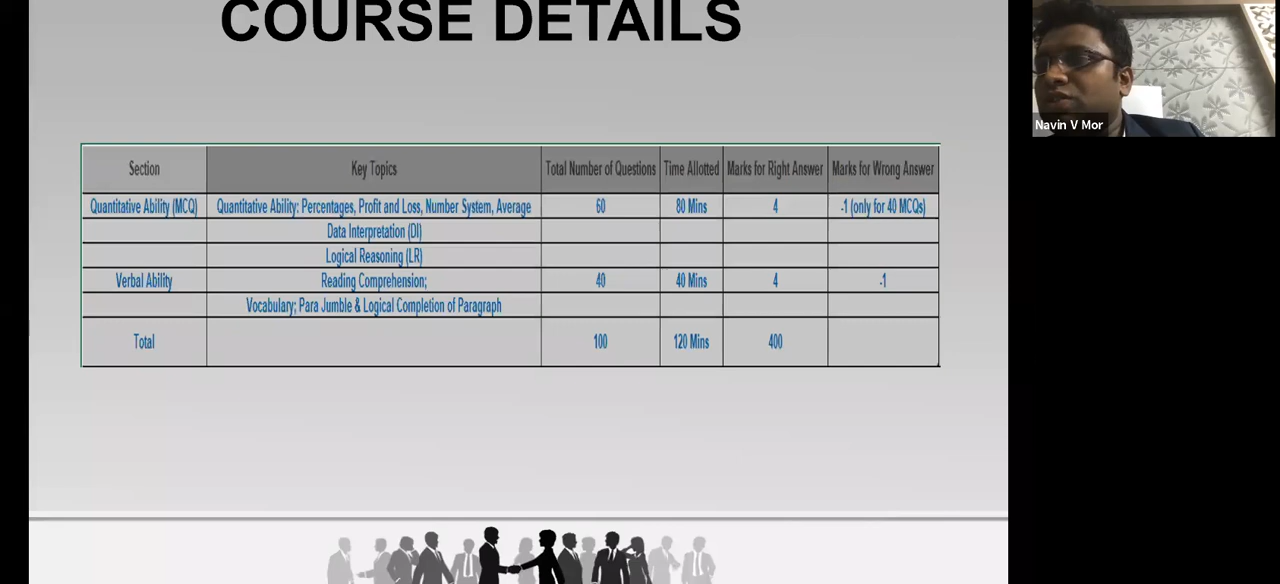 COURSE DETAILS
Navin V Mor
Section Key Topics Total Number of Questions Time Allotted Marks for Right Answer Marks for Wrong Answer
Quantitative Ability (MCQ) Quantitative Ability: Percentages, Profit and Loss, Number System, Average 60 80 Mins 4 -1 (only for 40 MCQs)
Data Interpretation (DI)
Logical Reasoning (LR)
Verbal Ability Reading Comprehension; 40 40 Mins 4 -1
Vocabulary; Para Jumble & Logical Completion of Paragraph
Total 100 120 Mins 400